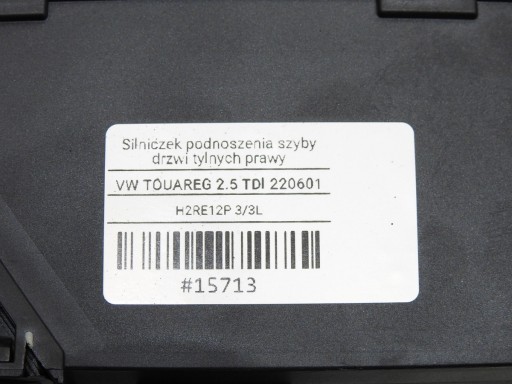 Silniczek podnoszenia szyby
drzwi tylnych prawy
VW TOUAREG 2.5 TDI 220601
H2RE12P 3/3L
#15713